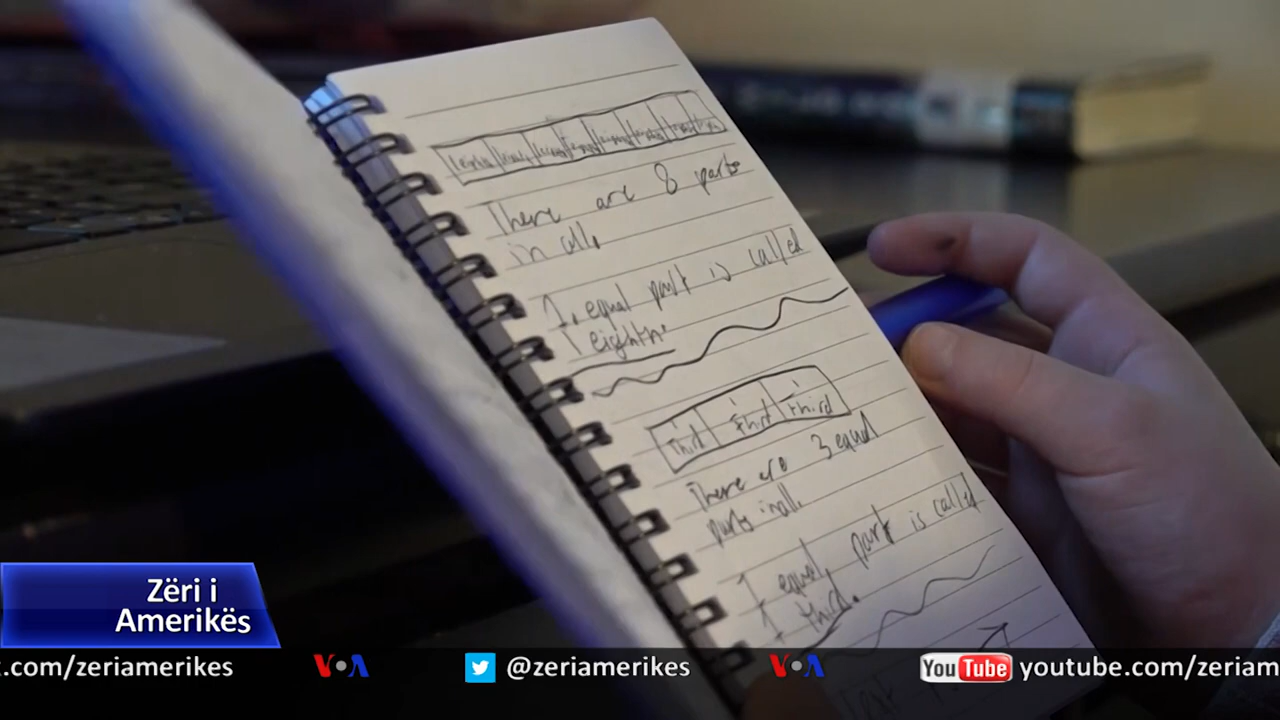 There are 8 parts
in all.
1 equal part is called
1 eighth.
third third third
There are 3 equal
parts in all.
1 equal part is called
1 third.
Zëri i
Amerikës
k.com/zeriamerikes VOA @zeriamerikes VOA YouTube youtube.com/zeriam